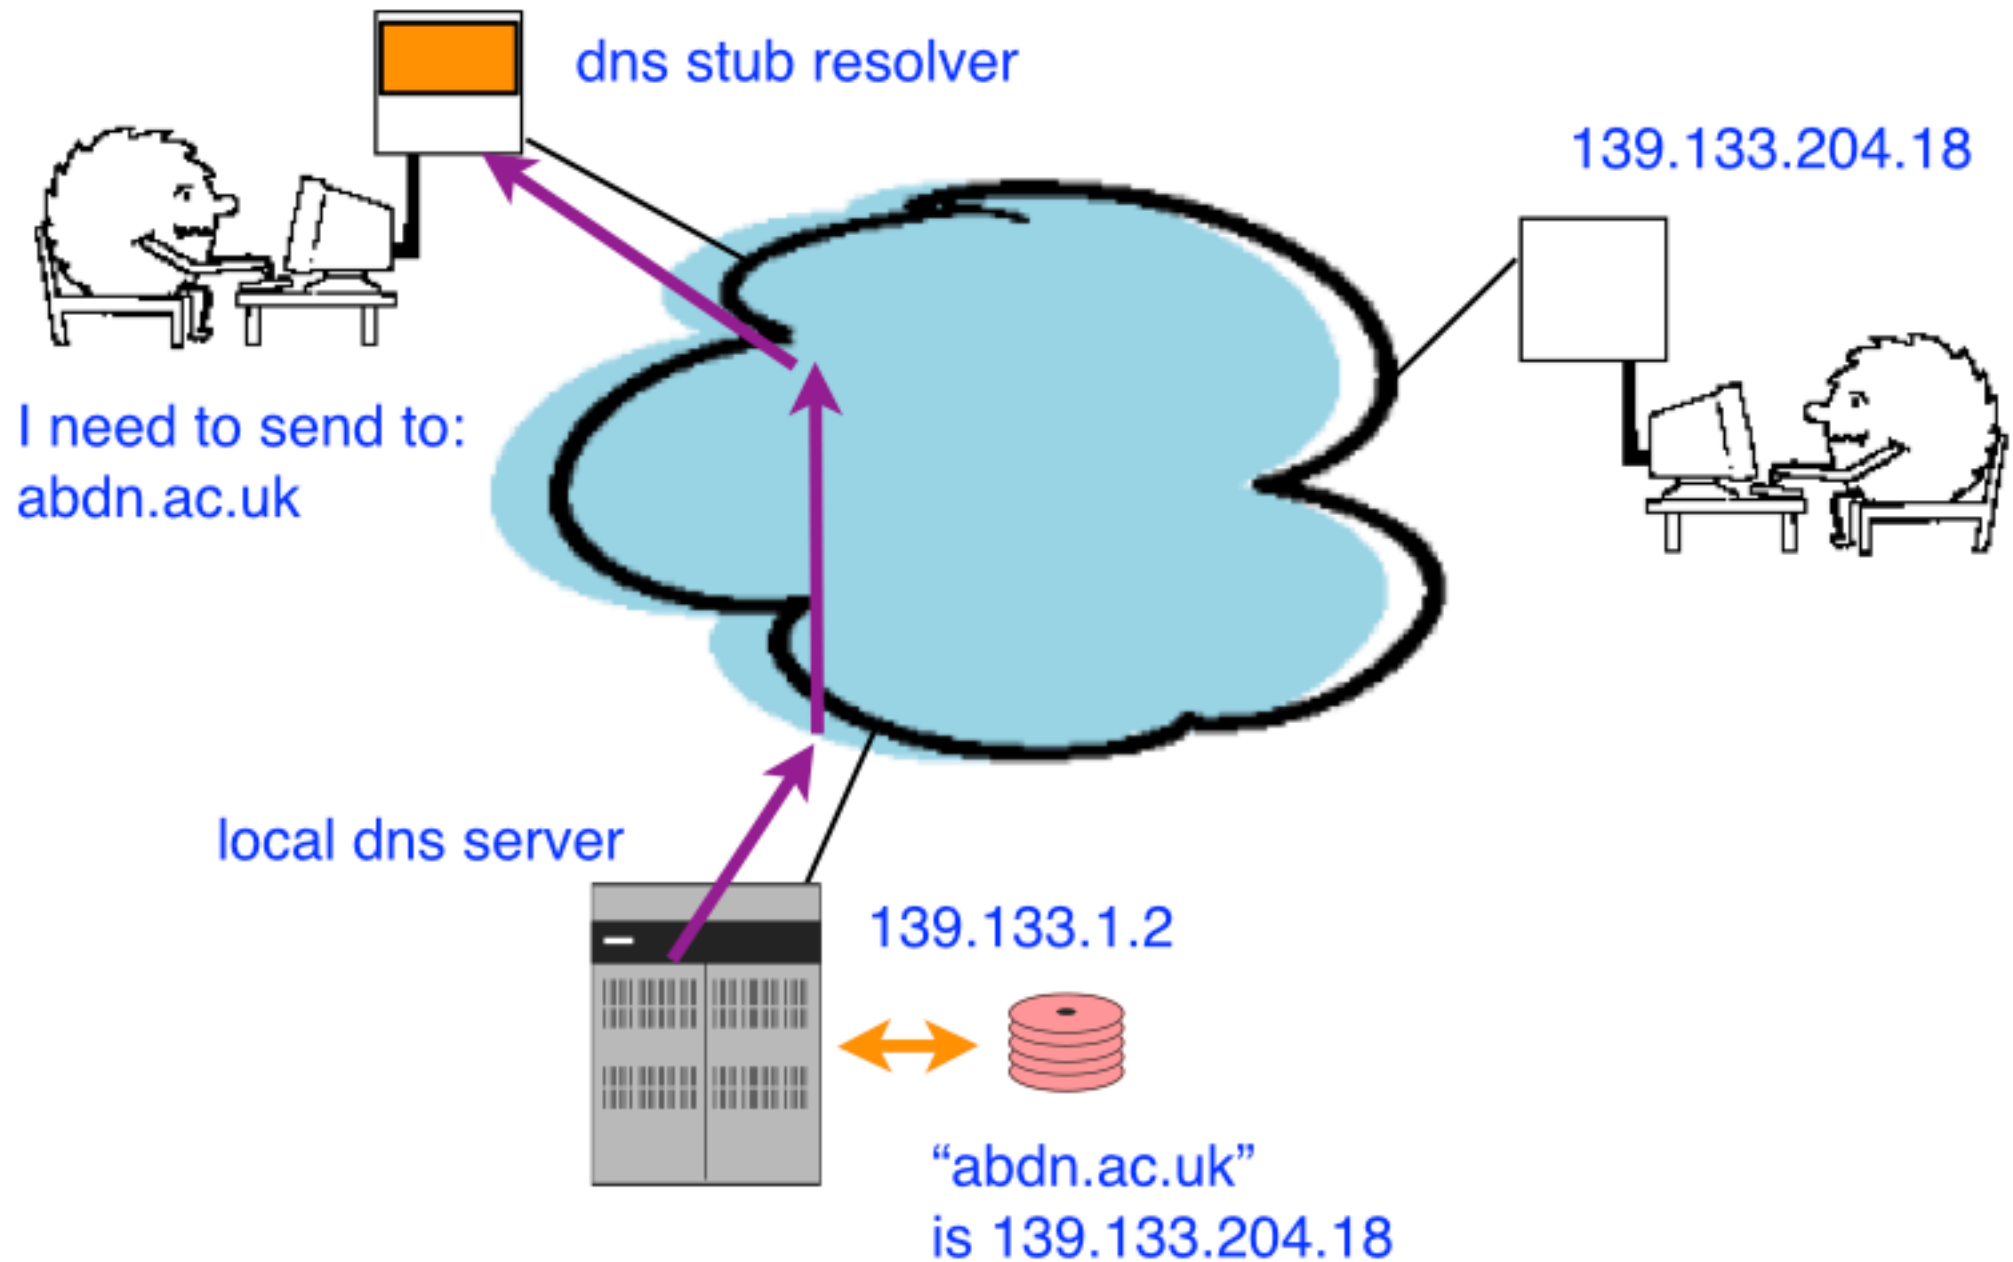 dns stub resolver
139.133.204.18
I need to send to:
abdn.ac.uk
local dns server
139.133.1.2
“abdn.ac.uk”
is 139.133.204.18